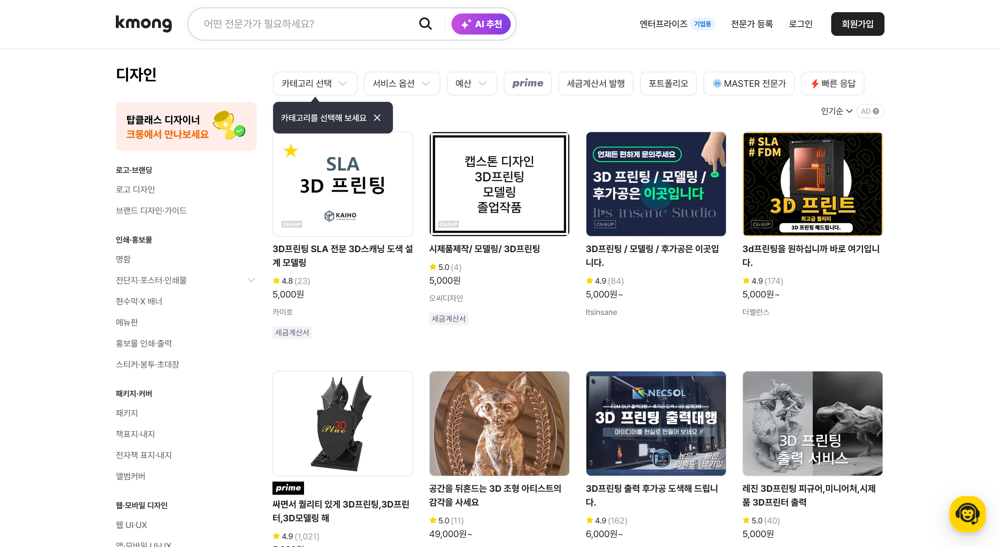 kmong
어떤 전문가가 필요하세요?
AI 추천
엔터프라이즈 기업용
전문가 등록
로그인
회원가입
디자인
카테고리 선택
서비스 옵션
예산
prime
세금계산서 발행
포트폴리오
M MASTER 전문가
빠른 응답
카테고리를 선택해 보세요
인기순
AD ?
탑클래스 디자이너
크몽에서 만나보세요
로고·브랜딩
로고 디자인
브랜드 디자인·가이드
인쇄·홍보물
명함
전단지·포스터·인쇄물
현수막·X 배너
메뉴판
홍보물 인쇄·출력
스티커·봉투·초대장
패키지·커버
패키지
책표지·내지
전자책 표지·내지
앨범커버
웹·모바일 디자인
웹 UI·UX
앱·모바일 UI·UX
SLA
3D 프린팅
KAIHO
3D PRINTING SOLUTIONS
ClickUP
3D프린팅 SLA 전문 3D스캐닝 도색 설
계 모델링
4.8 (23)
5,000원
카이호
세금계산서
캡스톤 디자인
3D프린팅
모델링
졸업작품
ClickUP
시제품제작/ 모델링/ 3D프린팅
5.0 (4)
5,000원
오씨디자인
세금계산서
언제든 편하게 문의주세요
3D 프린팅 / 모델링 /
ON
후가공은 이곳입니다
It's insane Studio
ClickUP
3D프린팅 / 모델링 / 후가공은 이곳입
니다.
4.9 (84)
5,000원~
Itsinsane
# SLA
# FDM
PEOPOLY
NOIR
3D 프린트
최고급 퀄리티
3D 프린팅 해드립니다.
ClickUP
3d프린팅을 원하십니까 바로 여기입니
다.
4.9 (174)
5,000원~
더밸런스
3D
Plue
prime
싸면서 퀄리티 있게 3D프린팅,3D프린
터,3D모델링 해
4.9 (1,021)
공간을 뒤흔드는 3D 조형 아티스트의
감각을 사세요
5.0 (11)
49,000원~
NECSOL
FDM DLP 출력대행 / 후가공 도색 / 3D 설계대행
3D 프린팅 출력대행
아이디어를 현실로 만들어 보세요 !!
높은 빠른
만족도 납기일
3D프린팅 출력 후가공 도색해 드립니
다.
4.9 (162)
6,000원~
3D 프린팅
출력 서비스
레진 3D프린팅 피규어,미니어처,시제
품 3D프린터 출력
5.0 (40)
5,000원